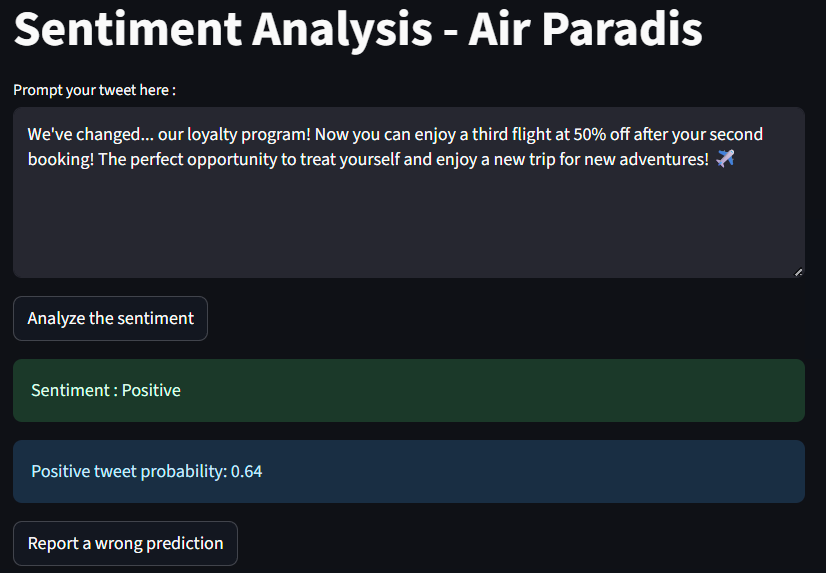 Sentiment Analysis - Air Paradis
Prompt your tweet here :
We've changed... our loyalty program! Now you can enjoy a third flight at 50% off after your second
booking! The perfect opportunity to treat yourself and enjoy a new trip for new adventures! ✈️
Analyze the sentiment
Sentiment : Positive
Positive tweet probability: 0.64
Report a wrong prediction